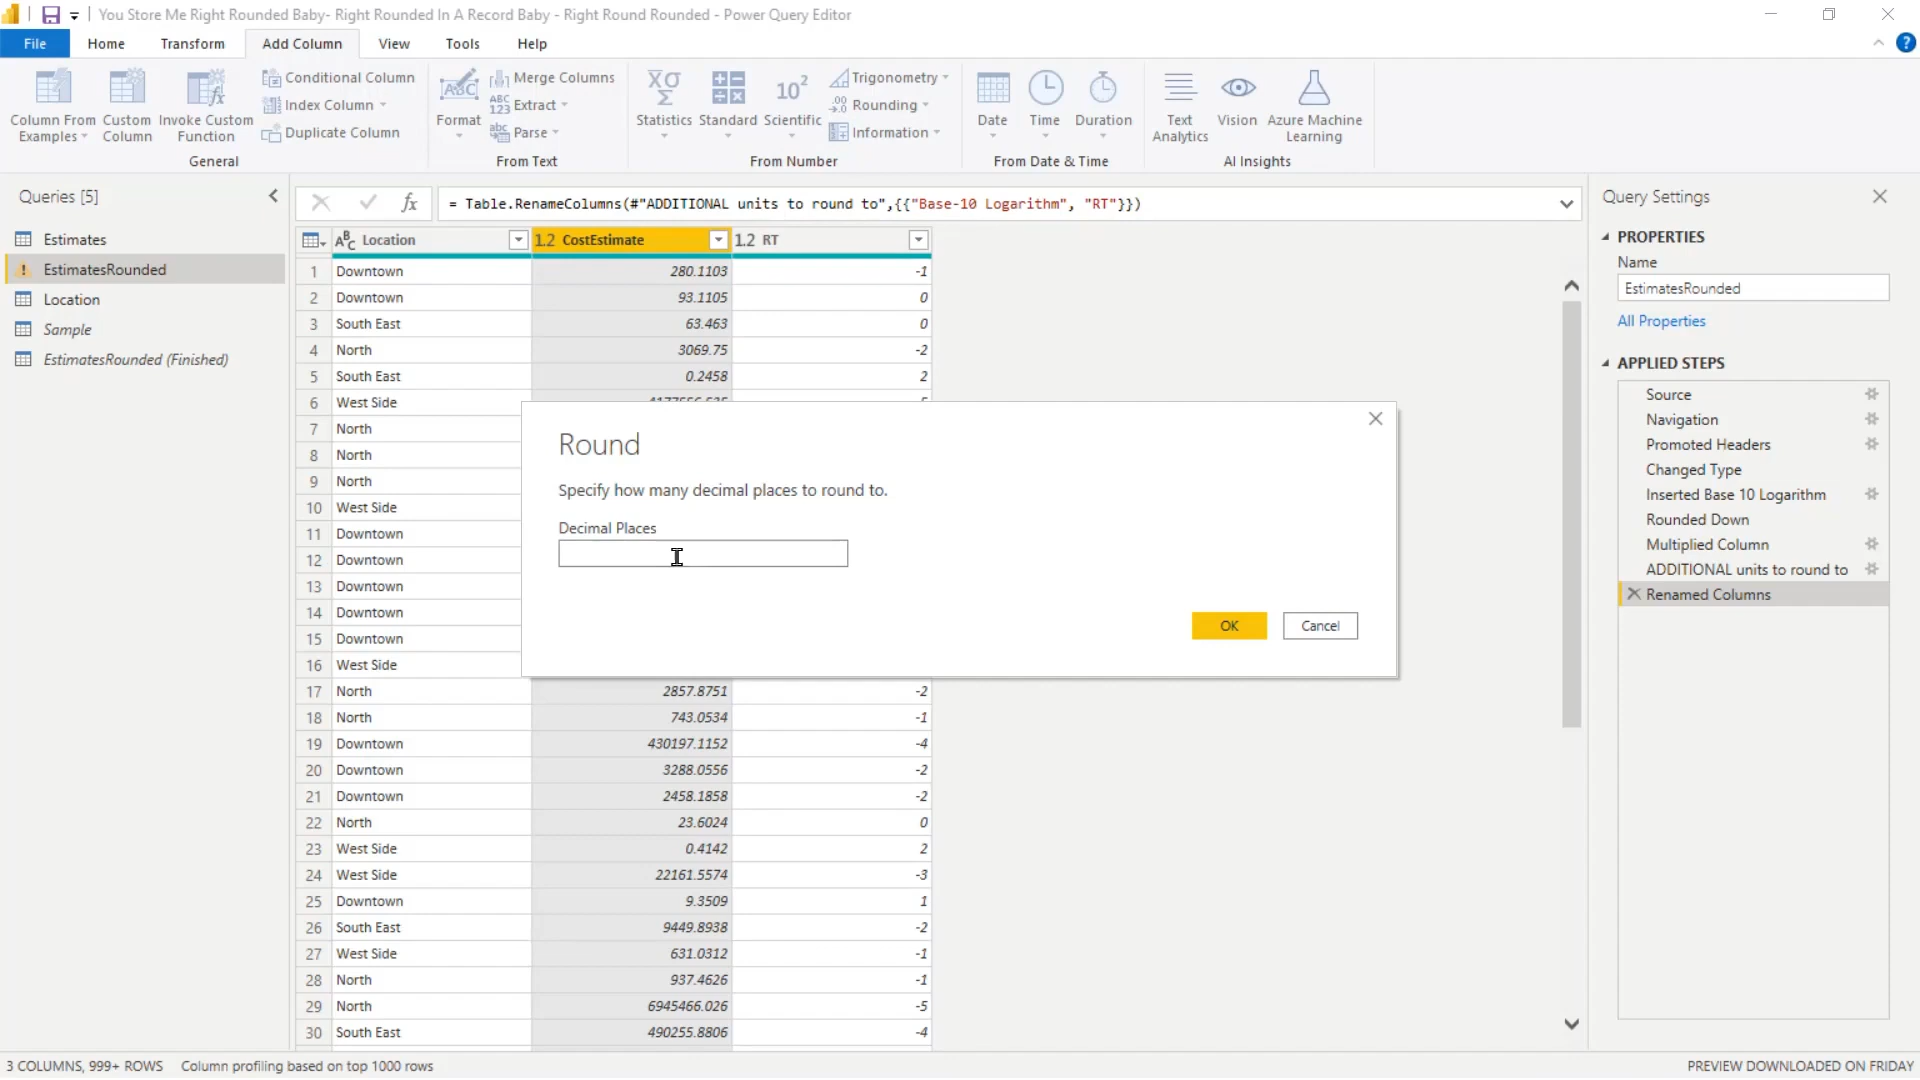 You Store Me Right Rounded Baby- Right Rounded In A Record Baby - Right Round Rounded - Power Query Editor
File Home Transform Add Column View Tools Help
Column From Examples
Custom Column
Invoke Custom Function
Conditional Column
Index Column
Duplicate Column
General
ABC
Format
Merge Columns
ABC 123 Extract
abc Parse
From Text
Χσ Σ
Statistics
Standard
10²
Scientific
Trigonometry
.00 →.0 Rounding
Information
From Number
Date
Time
Duration
From Date & Time
Text Analytics
Vision
Azure Machine Learning
AI Insights
Queries [5]
Estimates
EstimatesRounded
Location
Sample
EstimatesRounded (Finished)
fx = Table.RenameColumns(#"ADDITIONAL units to round to",{{"Base-10 Logarithm", "RT"}})
ABC Location 1.2 CostEstimate 1.2 RT
1 Downtown 280.1103 -1
2 Downtown 93.1105 0
3 South East 63.463 0
4 North 3069.75 -2
5 South East 0.2458 2
6 West Side
7 North
8 North
9 North
10 West Side
11 Downtown
12 Downtown
13 Downtown
14 Downtown
15 Downtown
16 West Side
17 North 2857.8751 -2
18 North 743.0534 -1
19 Downtown 430197.1152 -4
20 Downtown 3288.0556 -2
21 Downtown 2458.1858 -2
22 North 23.6024 0
23 West Side 0.4142 2
24 West Side 22161.5574 -3
25 Downtown 9.3509 1
26 South East 9449.8938 -2
27 West Side 631.0312 -1
28 North 937.4626 -1
29 North 6945466.026 -5
30 South East 490255.8806 -4
Round
Specify how many decimal places to round to.
Decimal Places
OK Cancel
Query Settings
PROPERTIES
Name
EstimatesRounded
All Properties
APPLIED STEPS
Source
Navigation
Promoted Headers
Changed Type
Inserted Base 10 Logarithm
Rounded Down
Multiplied Column
ADDITIONAL units to round to
Renamed Columns
3 COLUMNS, 999+ ROWS Column profiling based on top 1000 rows
PREVIEW DOWNLOADED ON FRIDAY